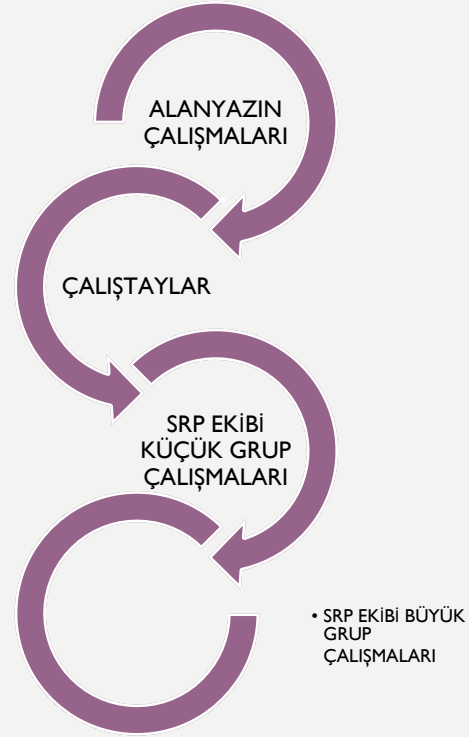 ALANYAZIN
ÇALIŞMALARI
ÇALIŞTAYLAR
SRP EKİBİ
KÜÇÜK GRUP
ÇALIŞMALARI
• SRP EKİBİ BÜYÜK
GRUP
ÇALIŞMALARI